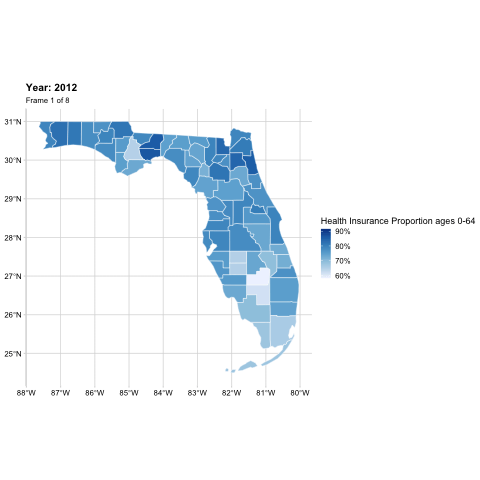 Year: 2012
Frame 1 of 8
31°N
30°N
29°N
28°N
27°N
26°N
25°N
88°W 87°W 86°W 85°W 84°W 83°W 82°W 81°W 80°W
Health Insurance Proportion ages 0-64
90%
80%
70%
60%